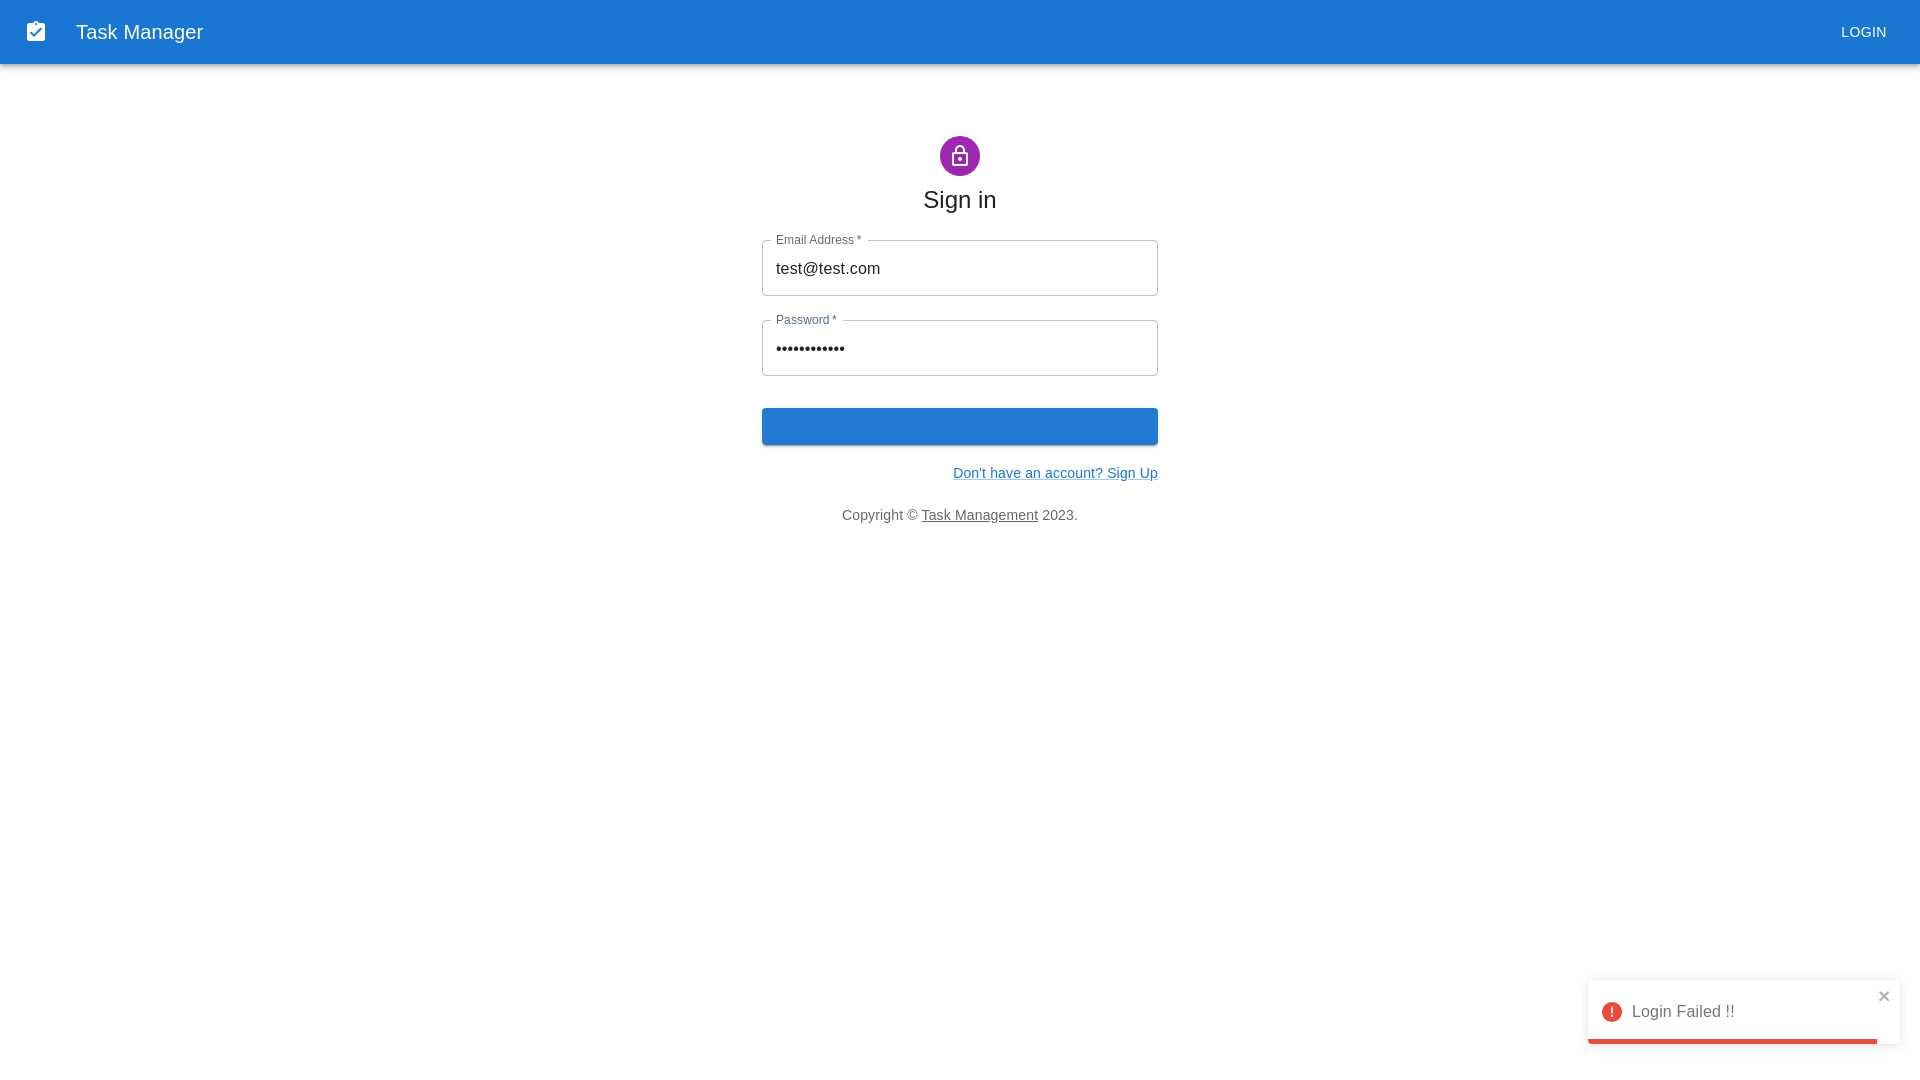 Task Manager
LOGIN
Sign in
Email Address *
test@test.com
Password *
••••••••••••
Don't have an account? Sign Up
Copyright © Task Management 2023.
Login Failed !!